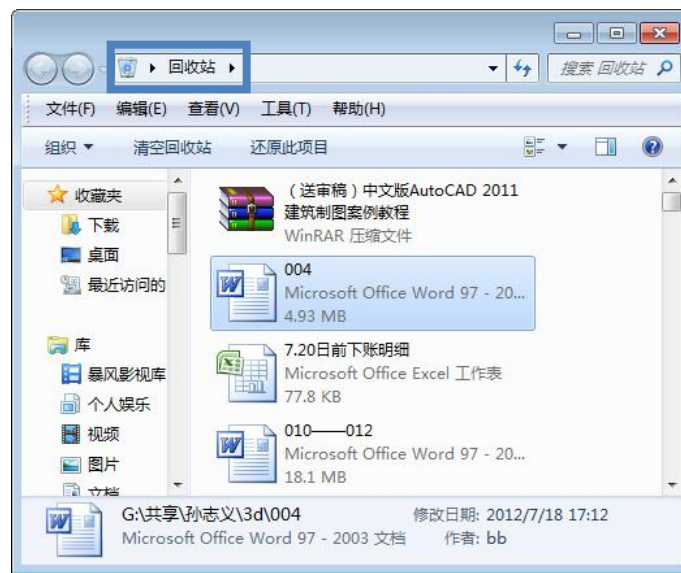 回收站
搜索 回收站
文件(F) 编辑(E) 查看(V) 工具(T) 帮助(H)
组织 清空回收站 还原此项目
收藏夹
下载
桌面
最近访问的
库
暴风影视库
个人娱乐
视频
图片
文档
（送审稿）中文版AutoCAD 2011
建筑制图案例教程
WinRAR 压缩文件
004
Microsoft Office Word 97 - 20...
4.93 MB
7.20日前下账明细
Microsoft Office Excel 工作表
77.8 KB
010——012
Microsoft Office Word 97 - 20...
18.1 MB
G:\共享\孙志义\3d\004 修改日期: 2012/7/18 17:12
Microsoft Office Word 97 - 2003 文档 作者: bb